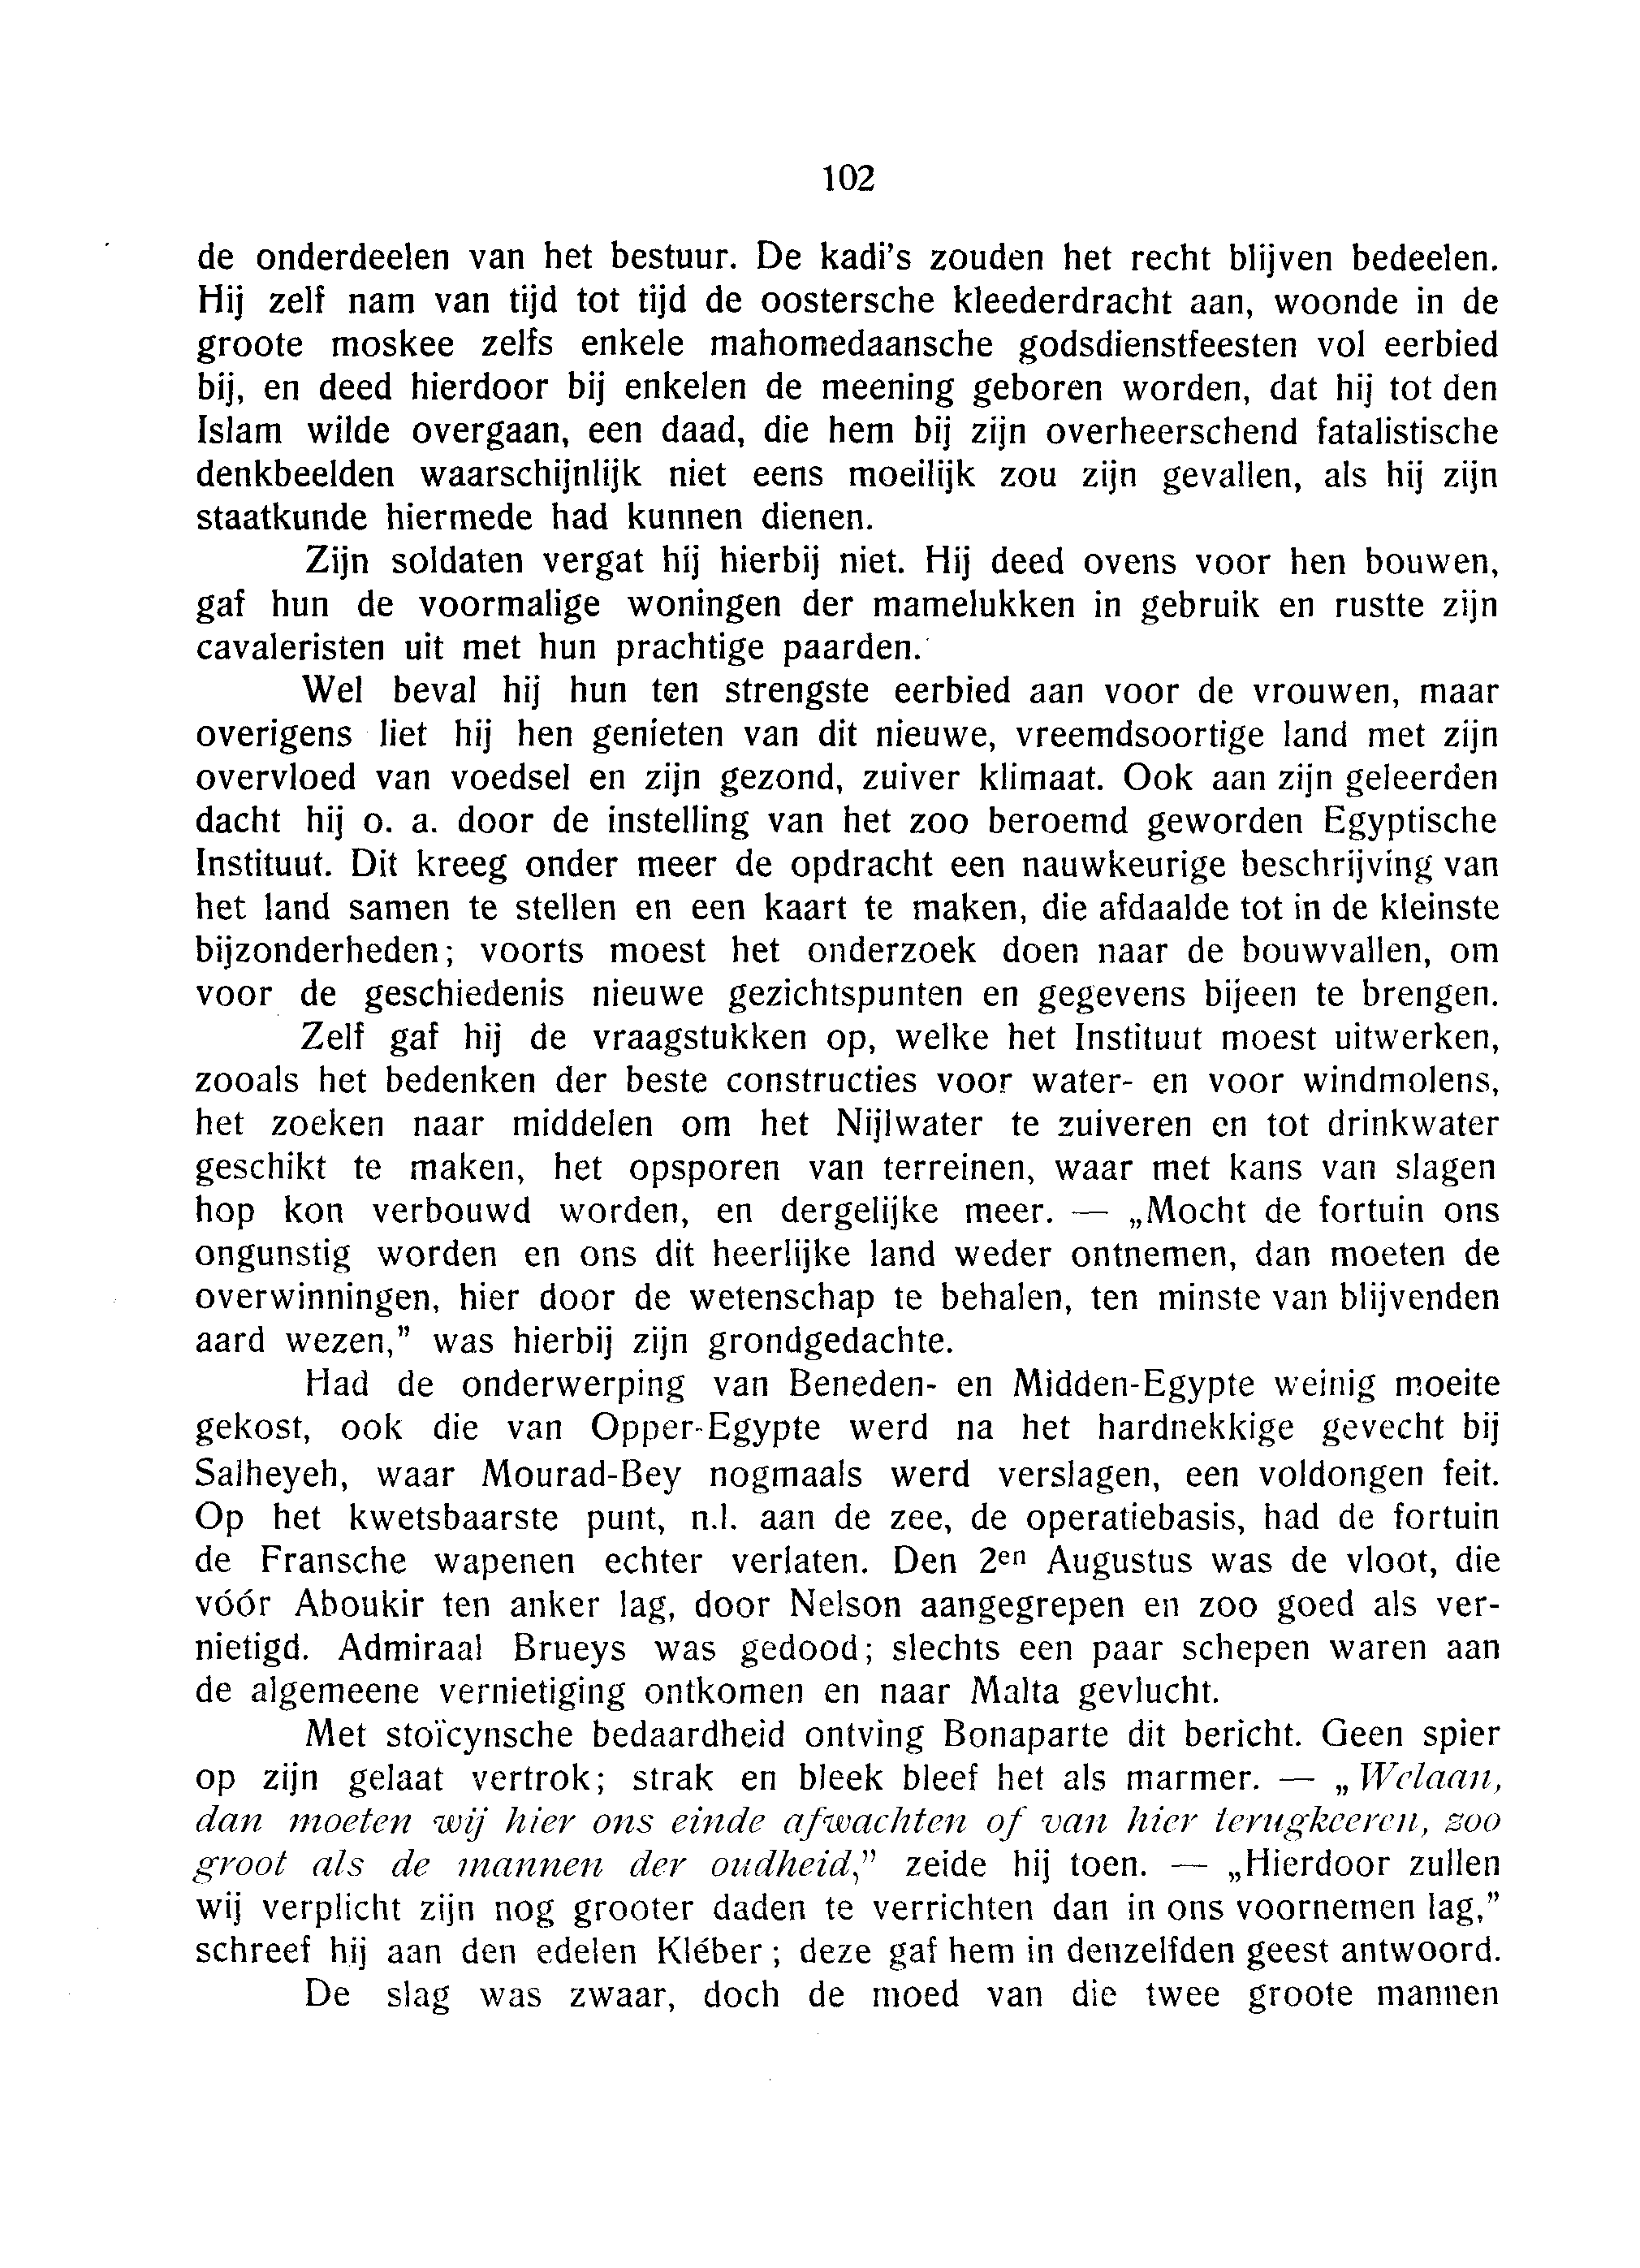 102
de onderdeelen van het bestuur. De kadi's zouden het recht blijven bedeelen.
Hij zelf nam van tijd tot tijd de oostersche kleederdracht aan, woonde in de
groote moskee zelfs enkele mahomedaansche godsdienstfeesten vol eerbied
bij, en deed hierdoor bij enkelen de meening geboren worden, dat hij tot den
Islam wilde overgaan, een daad, die hem bij zijn overheerschend fatalistische
denkbeelden waarschijnlijk niet eens moeilijk zou zijn gevallen, als hij zijn
staatkunde hiermede had kunnen dienen.
Zijn soldaten vergat hij hierbij niet. Hij deed ovens voor hen bouwen,
gaf hun de voormalige woningen der mamelukken in gebruik en rustte zijn
cavaleristen uit met hun prachtige paarden.
Wel beval hij hun ten strengste eerbied aan voor de vrouwen, maar
overigens liet hij hen genieten van dit nieuwe, vreemdsoortige land met zijn
overvloed van voedsel en zijn gezond, zuiver klimaat. Ook aan zijn geleerden
dacht hij o. a. door de instelling van het zoo beroemd geworden Egyptische
Instituut. Dit kreeg onder meer de opdracht een nauwkeurige beschrijving van
het land samen te stellen en een kaart te maken, die afdaalde tot in de kleinste
bijzonderheden; voorts moest het onderzoek doen naar de bouwvallen, om
voor de geschiedenis nieuwe gezichtspunten en gegevens bijeen te brengen.
Zelf gaf hij de vraagstukken op, welke het Instituut moest uitwerken,
zooals het bedenken der beste constructies voor water- en voor windmolens,
het zoeken naar middelen om het Nijlwater te zuiveren en tot drinkwater
geschikt te maken, het opsporen van terreinen, waar met kans van slagen
hop kon verbouwd worden, en dergelijke meer. — „Mocht de fortuin ons
ongunstig worden en ons dit heerlijke land weder ontnemen, dan moeten de
overwinningen, hier door de wetenschap te behalen, ten minste van blijvenden
aard wezen,” was hierbij zijn grondgedachte.
Had de onderwerping van Beneden- en Midden-Egypte weinig moeite
gekost, ook die van Opper-Egypte werd na het hardnekkige gevecht bij
Salheyeh, waar Mourad-Bey nogmaals werd verslagen, een voldongen feit.
Op het kwetsbaarste punt, n.l. aan de zee, de operatiebasis, had de fortuin
de Fransche wapenen echter verlaten. Den 2en Augustus was de vloot, die
vóór Aboukir ten anker lag, door Nelson aangegrepen en zoo goed als ver-
nietigd. Admiraal Brueys was gedood; slechts een paar schepen waren aan
de algemeene vernietiging ontkomen en naar Malta gevlucht.
Met stoïcynsche bedaardheid ontving Bonaparte dit bericht. Geen spier
op zijn gelaat vertrok; strak en bleek bleef het als marmer. — „Welaan,
dan moeten wij hier ons einde afwachten of van hier terugkeeren, zoo
groot als de mannen der oudheid,” zeide hij toen. — „Hierdoor zullen
wij verplicht zijn nog grooter daden te verrichten dan in ons voornemen lag,”
schreef hij aan den edelen Kléber; deze gaf hem in denzelfden geest antwoord.
De slag was zwaar, doch de moed van die twee groote mannen